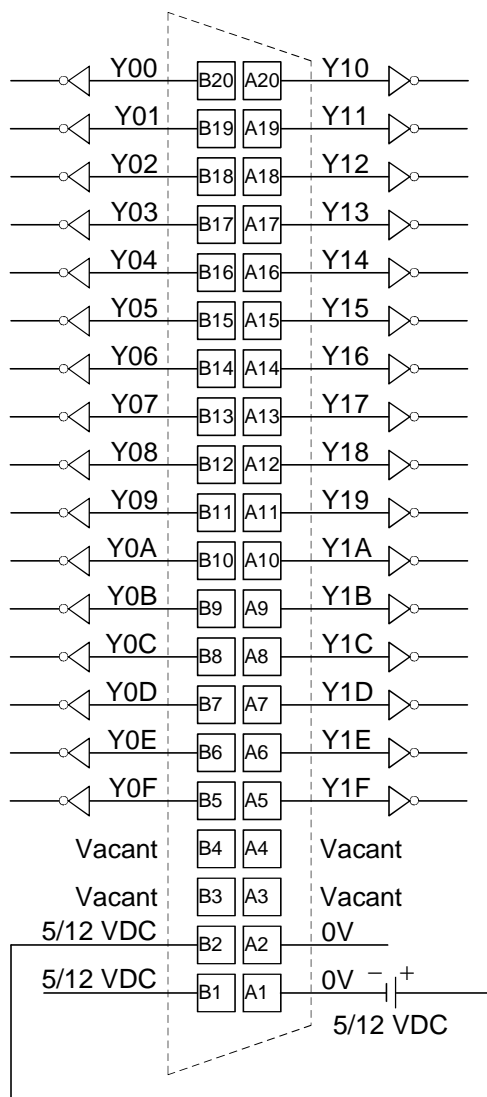 Y00 B20 A20 Y10
Y01 B19 A19 Y11
Y02 B18 A18 Y12
Y03 B17 A17 Y13
Y04 B16 A16 Y14
Y05 B15 A15 Y15
Y06 B14 A14 Y16
Y07 B13 A13 Y17
Y08 B12 A12 Y18
Y09 B11 A11 Y19
Y0A B10 A10 Y1A
Y0B B9 A9 Y1B
Y0C B8 A8 Y1C
Y0D B7 A7 Y1D
Y0E B6 A6 Y1E
Y0F B5 A5 Y1F
Vacant B4 A4 Vacant
Vacant B3 A3 Vacant
5/12 VDC B2 A2 0V
5/12 VDC B1 A1 0V − +
5/12 VDC